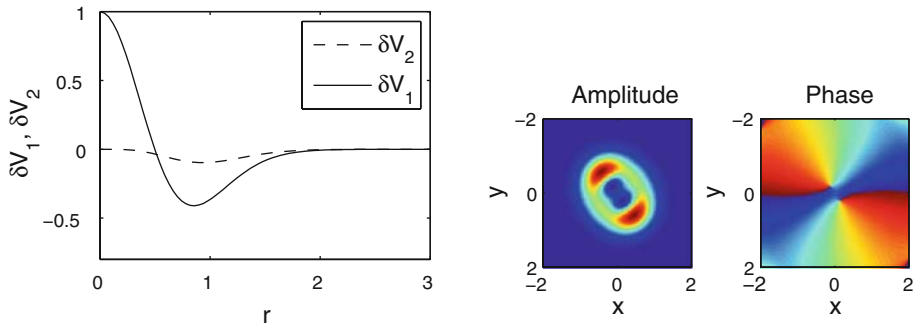 1
0.5
0
−0.5
δV₁, δV₂
0 1 2 3
r
δV₂
δV₁
Amplitude
−2
0
2
y
−2 0 2
x
Phase
−2
0
2
y
−2 0 2
x